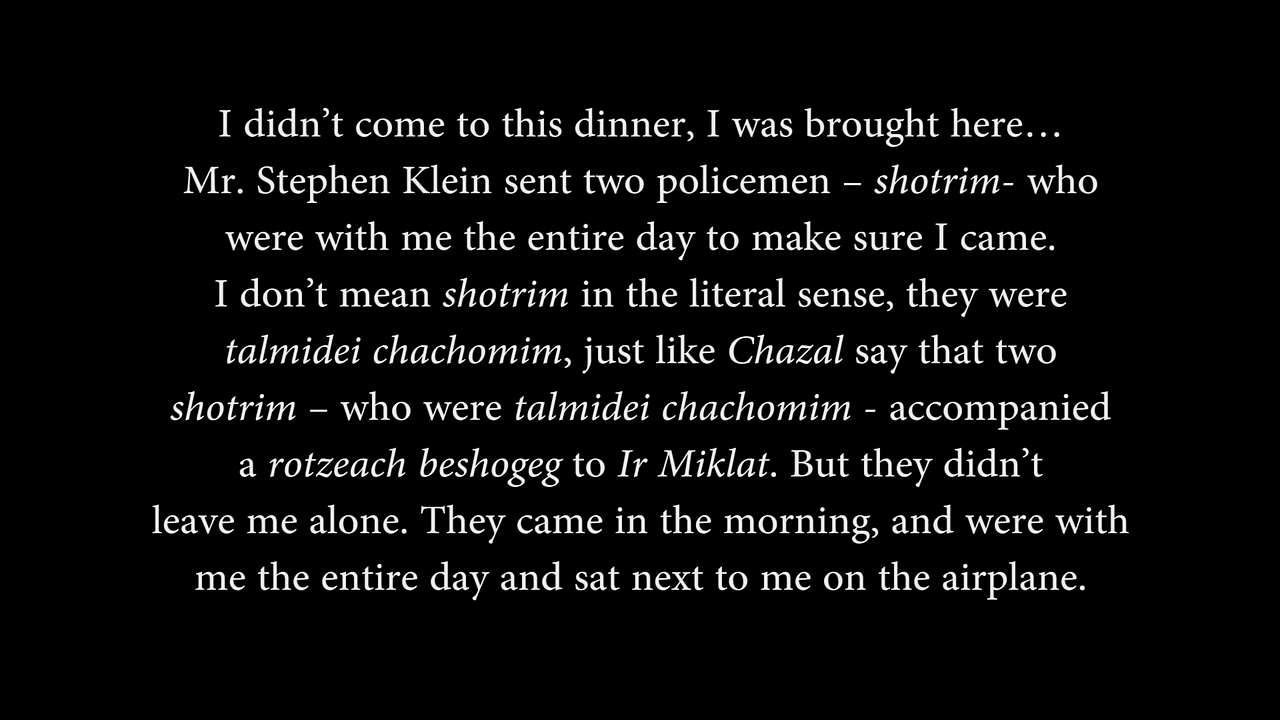 I didn’t come to this dinner, I was brought here…
Mr. Stephen Klein sent two policemen – shotrim- who
were with me the entire day to make sure I came.
I don’t mean shotrim in the literal sense, they were
talmidei chachomim, just like Chazal say that two
shotrim – who were talmidei chachomim - accompanied
a rotzeach beshogeg to Ir Miklat. But they didn’t
leave me alone. They came in the morning, and were with
me the entire day and sat next to me on the airplane.